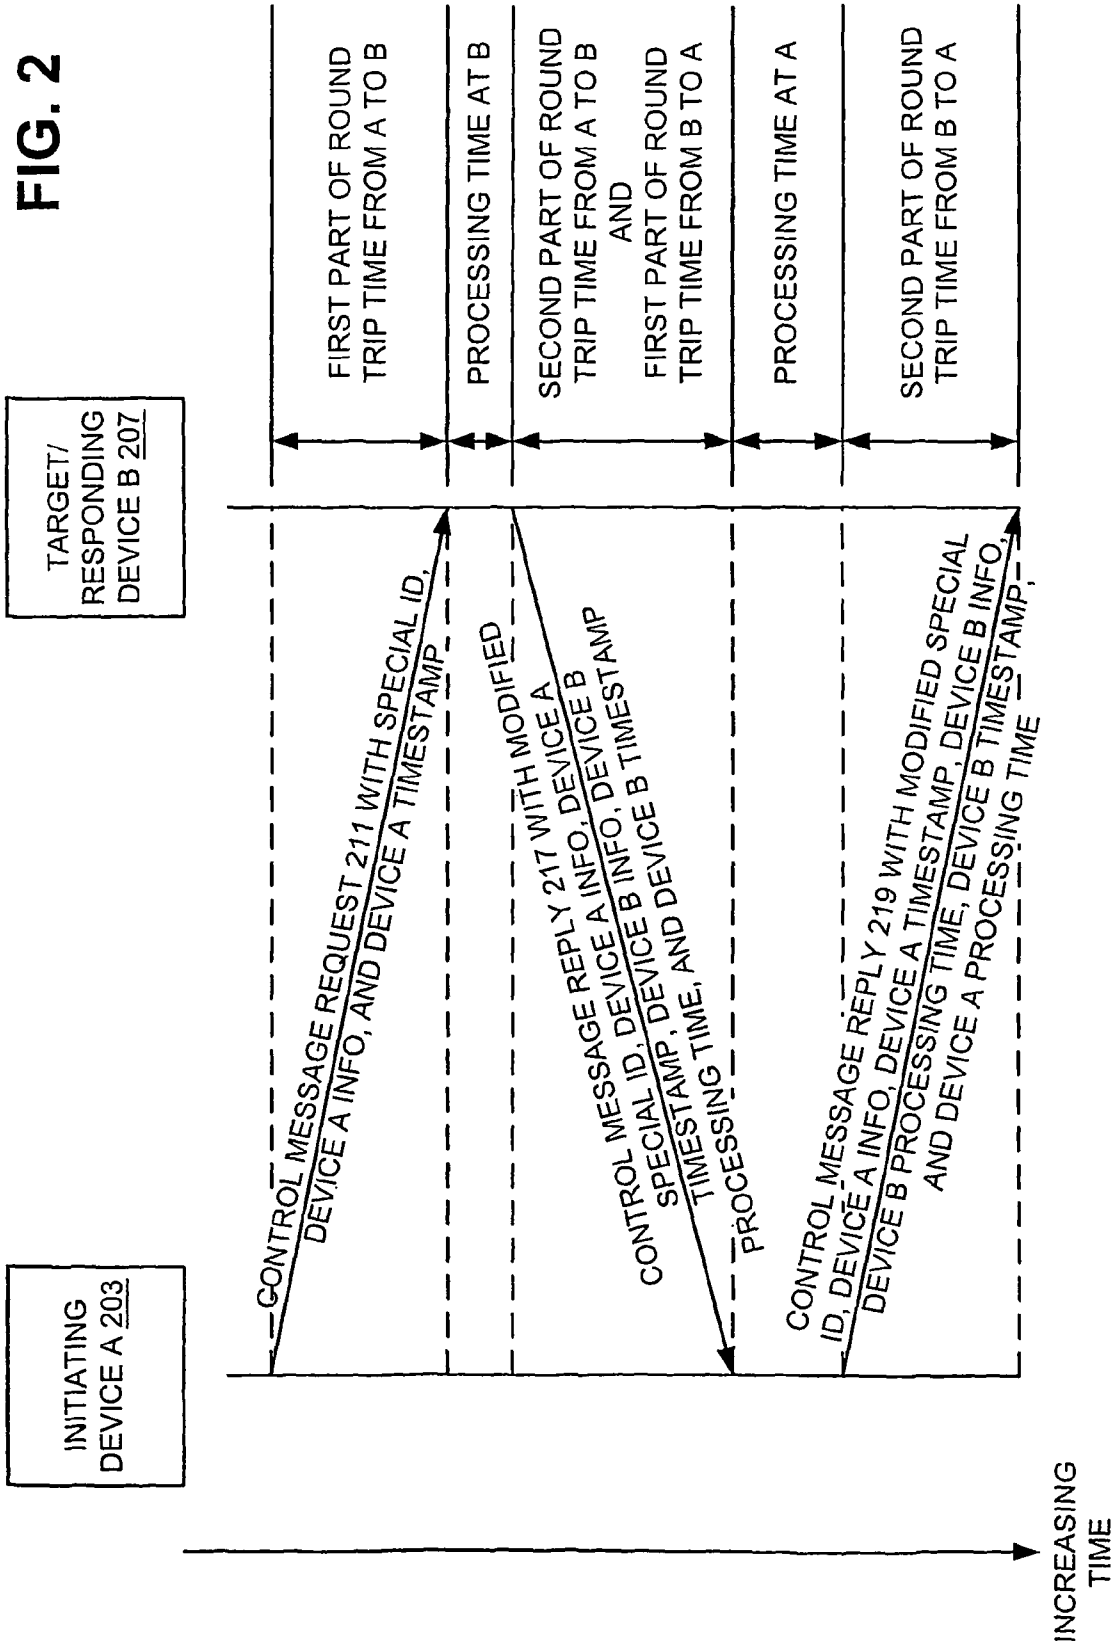 FIG. 2
INITIATING
DEVICE A 203
TARGET/
RESPONDING
DEVICE B 207
CONTROL MESSAGE REQUEST 211 WITH SPECIAL ID,
DEVICE A INFO, AND DEVICE A TIMESTAMP
FIRST PART OF ROUND
TRIP TIME FROM A TO B
PROCESSING TIME AT B
CONTROL MESSAGE REPLY 217 WITH MODIFIED
SPECIAL ID, DEVICE B INFO, DEVICE A INFO, DEVICE A
TIMESTAMP, DEVICE B INFO, DEVICE B
TIMESTAMP, AND DEVICE B TIMESTAMP
PROCESSING TIME, AND DEVICE B
PROCESSING TIME
SECOND PART OF ROUND
TRIP TIME FROM A TO B
AND
FIRST PART OF ROUND
TRIP TIME FROM B TO A
PROCESSING TIME AT A
CONTROL MESSAGE REPLY 219 WITH MODIFIED SPECIAL
ID, DEVICE A INFO, DEVICE A TIMESTAMP, DEVICE B INFO,
DEVICE B PROCESSING TIME, DEVICE B TIMESTAMP,
AND DEVICE A PROCESSING TIME
SECOND PART OF ROUND
TRIP TIME FROM B TO A
INCREASING
TIME